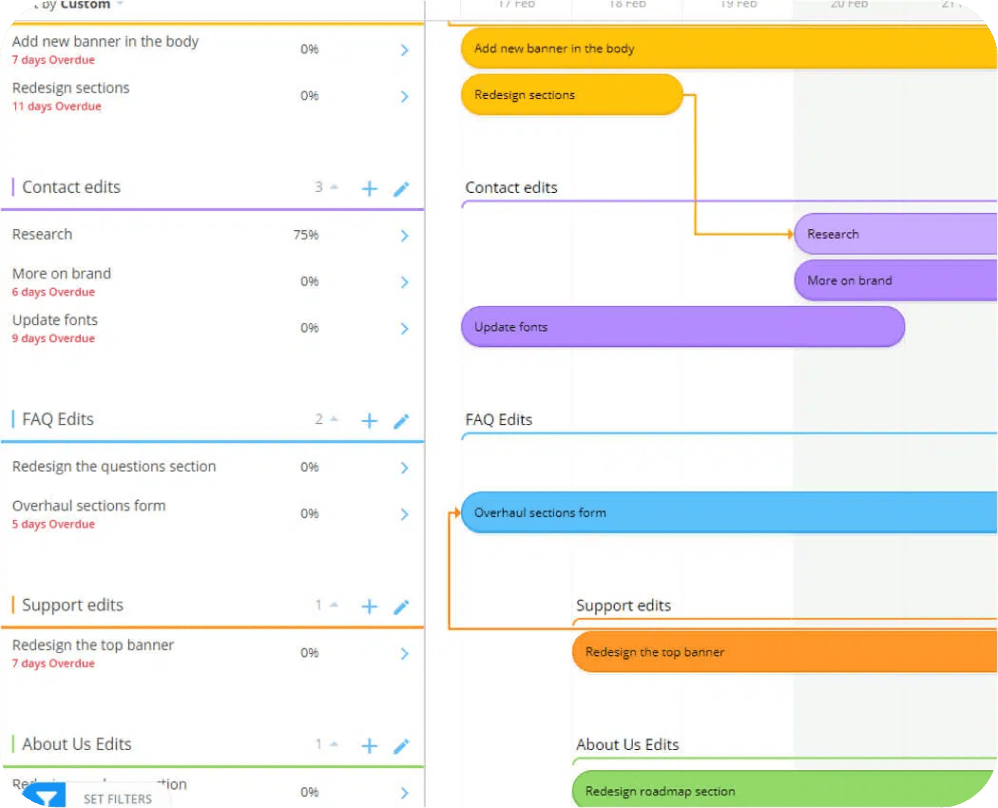 by Custom
17 Feb 18 Feb 19 Feb 20 Feb 21
Add new banner in the body 0%
7 days Overdue
Add new banner in the body
Redesign sections 0%
11 days Overdue
Redesign sections
Contact edits 3
Contact edits
Research 75%
Research
More on brand 0%
6 days Overdue
More on brand
Update fonts 0%
9 days Overdue
Update fonts
FAQ Edits 2
FAQ Edits
Redesign the questions section 0%
Overhaul sections form 0%
5 days Overdue
Overhaul sections form
Support edits 1
Support edits
Redesign the top banner 0%
7 days Overdue
Redesign the top banner
About Us Edits 1
About Us Edits
0%
Redesign roadmap section
SET FILTERS